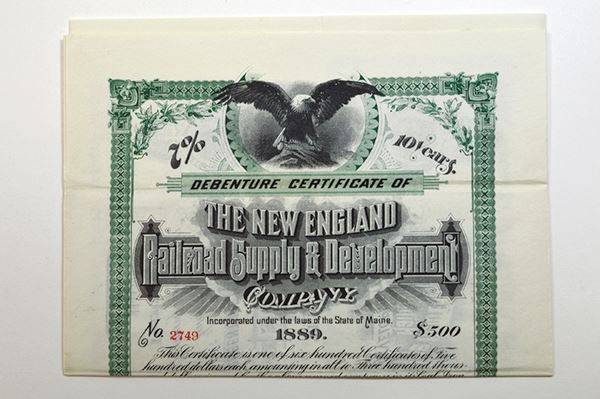 7% 10 Years.
DEBENTURE CERTIFICATE OF
THE NEW ENGLAND
Railroad Supply & Development
COMPANY
Incorporated under the laws of the State of Maine.
No. 2749 1889. $500
This Certificate is one of six hundred Certificates of Five
hundred dollars each, amounting in all to Three hundred thous-